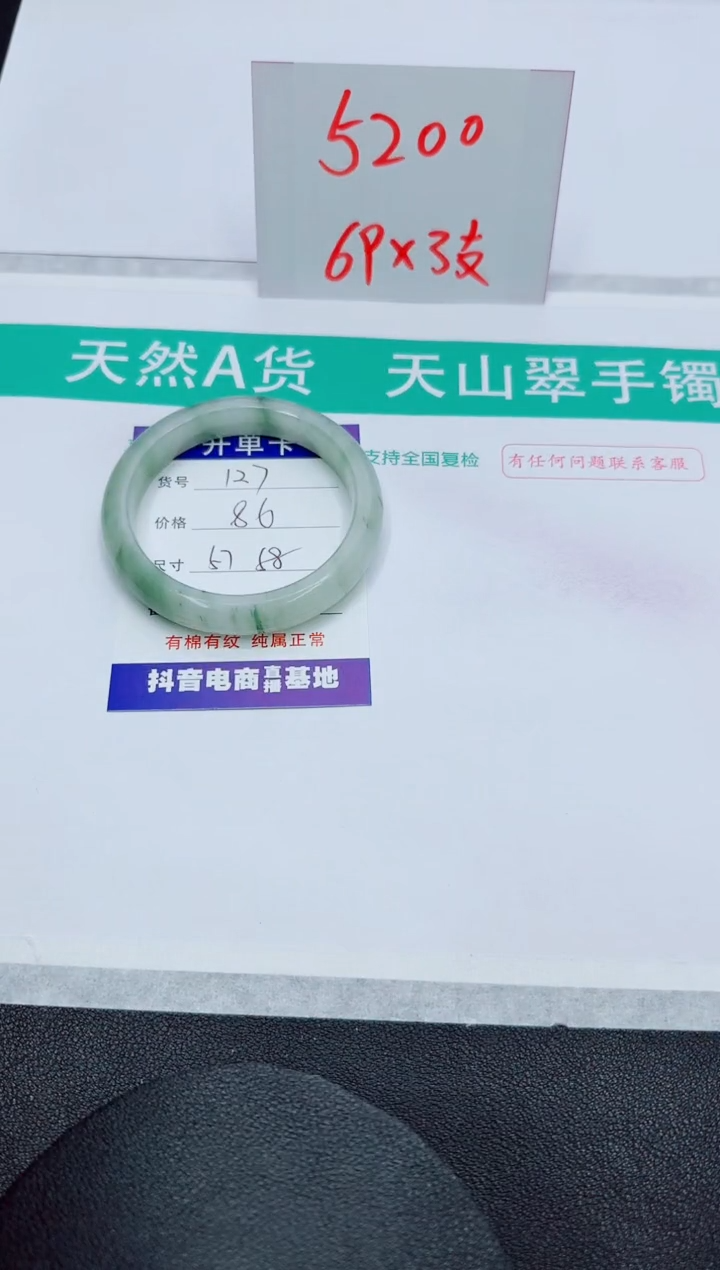 5200
69×3支
天然A货 天山翠手镯
开单卡
支持全国复检
有任何问题联系客服
货号 127
价格 86
尺寸 57 58
有棉有纹 纯属正常
抖音电商直播基地